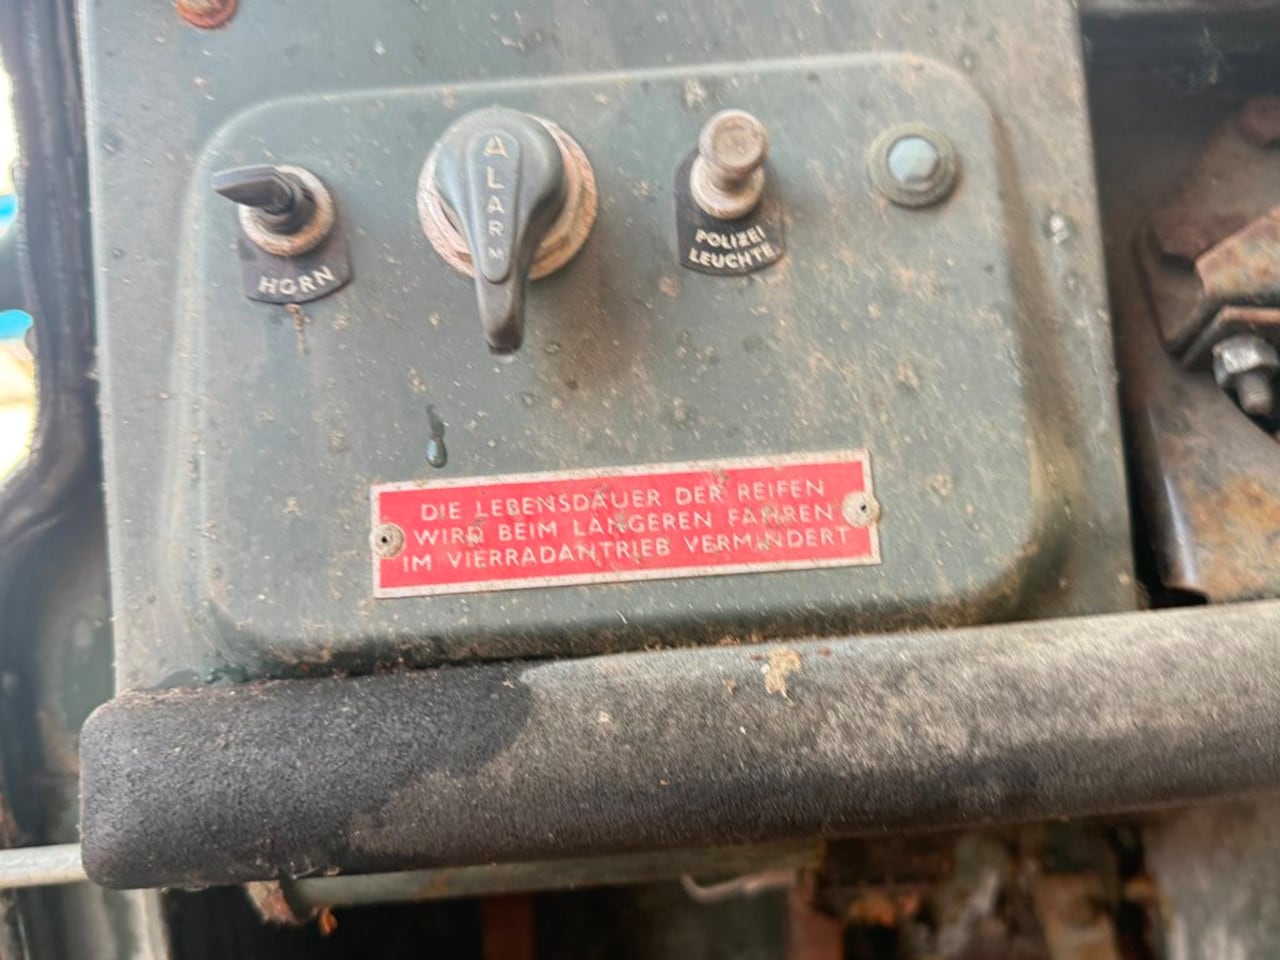 HORN
ALARM
POLIZEI
LEUCHTE
DIE LEBENSDAUER DER REIFEN
WIRD BEIM LÄNGEREN FAHREN
IM VIERRADANTRIEB VERMINDERT